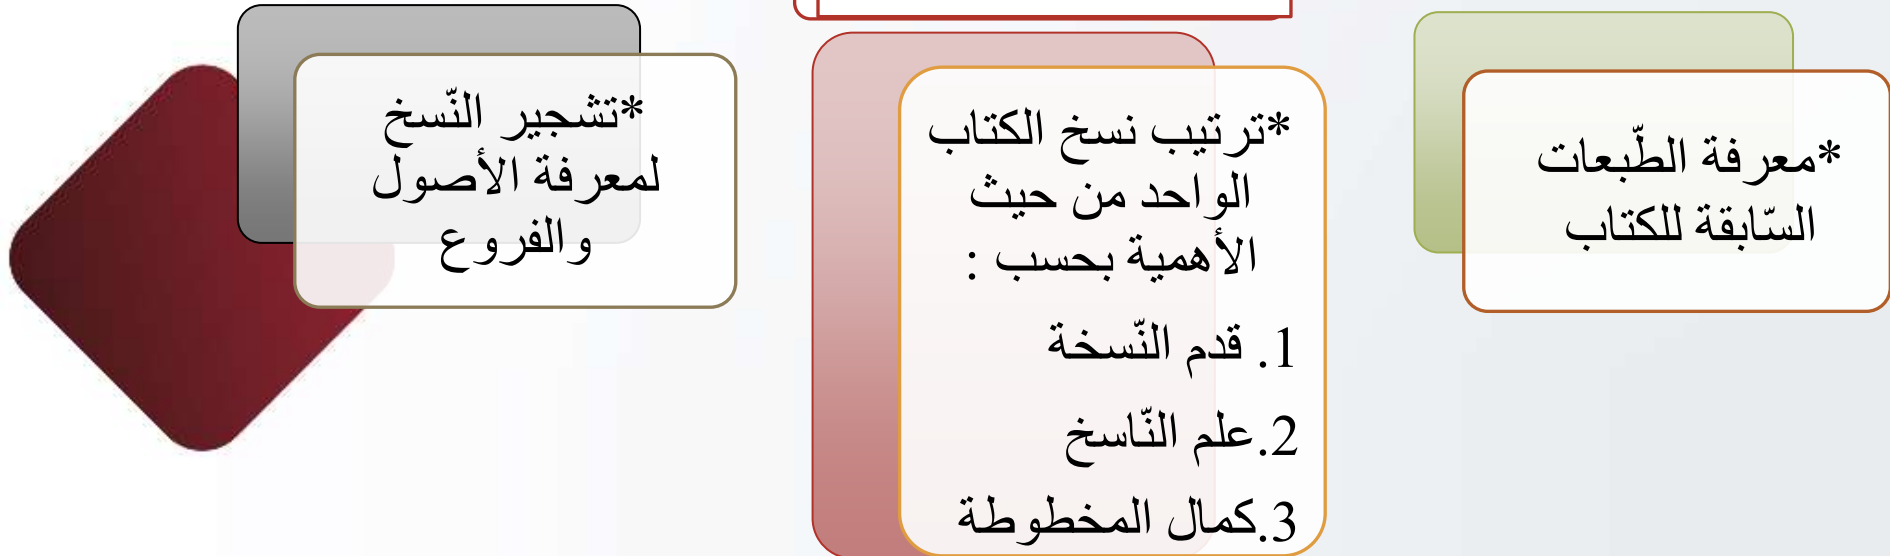 *معرفة الطّبعات
السّابقة للكتاب
*ترتيب نسخ الكتاب
الواحد من حيث
الأهمية بحسب :
1. قدم النّسخة
2.علم النّاسخ
3.كمال المخطوطة
*تشجير النّسخ
لمعرفة الأصول
والفروع